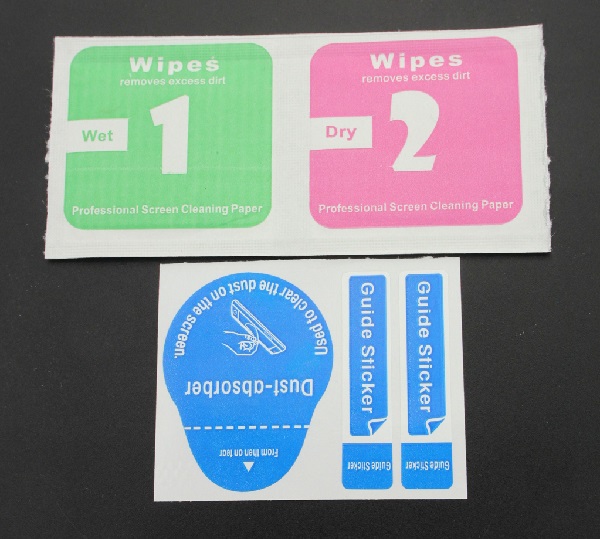 Wipes
removes excess dirt
1
Wet
Professional Screen Cleaning Paper
Wipes
removes excess dirt
2
Dry
Professional Screen Cleaning Paper
Used to clear the dust on the screen.
Dust-absorber
From than on tear
Guide Sticker
Guide Sticker
Guide Sticker
Guide Sticker